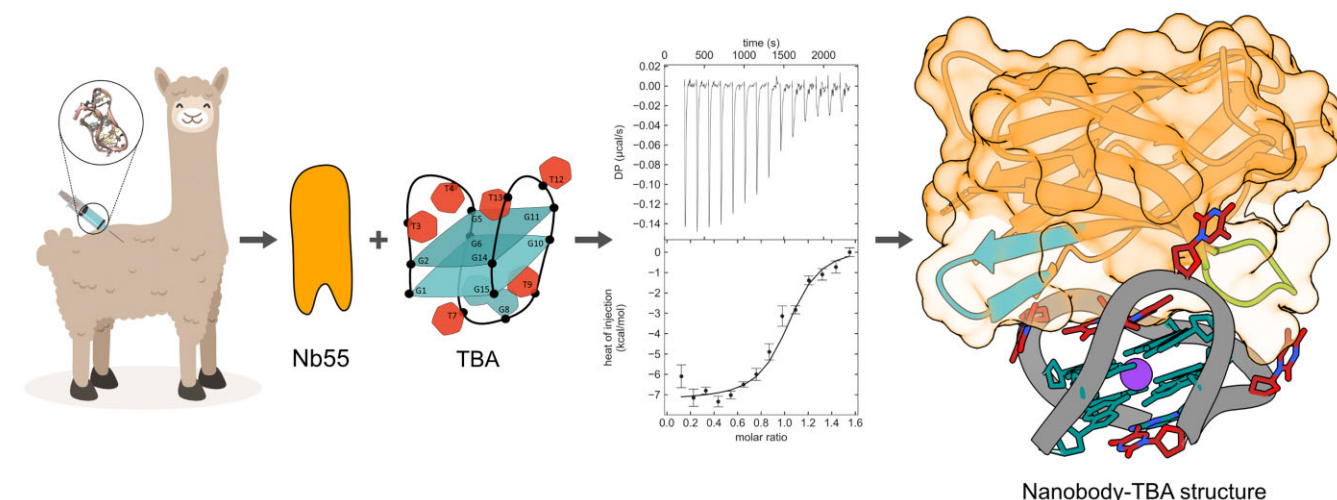 Nb55
+
TBA
T3
T4
T13
T12
G5
G11
G6
G10
G2
G14
G1
G15
T9
T7
G8
time (s)
0 500 1000 1500 2000
DP (μcal/s)
0.02
0.00
−0.02
−0.04
−0.06
−0.08
−0.10
−0.12
−0.14
heat of injection
(kcal/mol)
0
−1
−2
−3
−4
−5
−6
−7
0.0 0.2 0.4 0.6 0.8 1.0 1.2 1.4 1.6
molar ratio
Nanobody-TBA structure